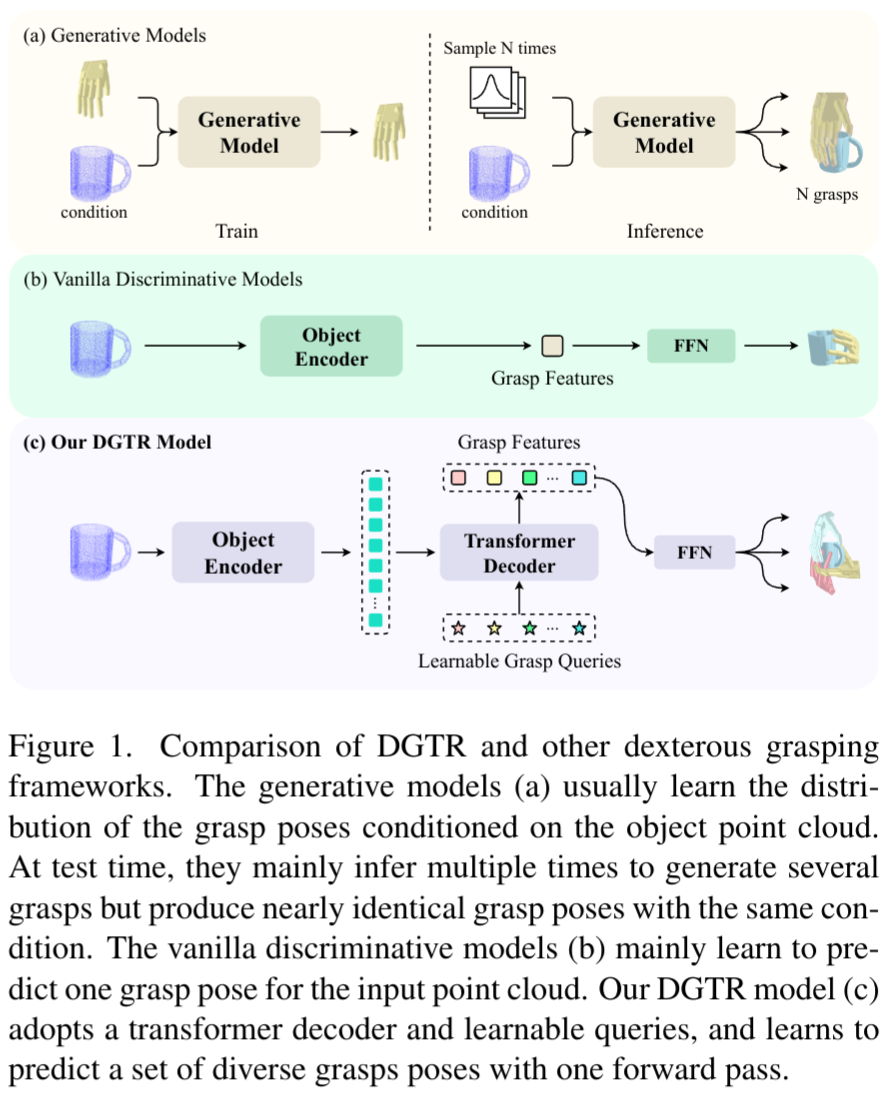 (a) Generative Models
Sample N times
Generative
Model
Generative
Model
condition
condition
N grasps
Train
Inference
(b) Vanilla Discriminative Models
Object
Encoder
FFN
Grasp Features
(c) Our DGTR Model
Grasp Features
...
Object
Encoder
Transformer
Decoder
FFN
...
...
Learnable Grasp Queries
Figure 1. Comparison of DGTR and other dexterous grasping
frameworks. The generative models (a) usually learn the distri-
bution of the grasp poses conditioned on the object point cloud.
At test time, they mainly infer multiple times to generate several
grasps but produce nearly identical grasp poses with the same con-
dition. The vanilla discriminative models (b) mainly learn to pre-
dict one grasp pose for the input point cloud. Our DGTR model (c)
adopts a transformer decoder and learnable queries, and learns to
predict a set of diverse grasps poses with one forward pass.